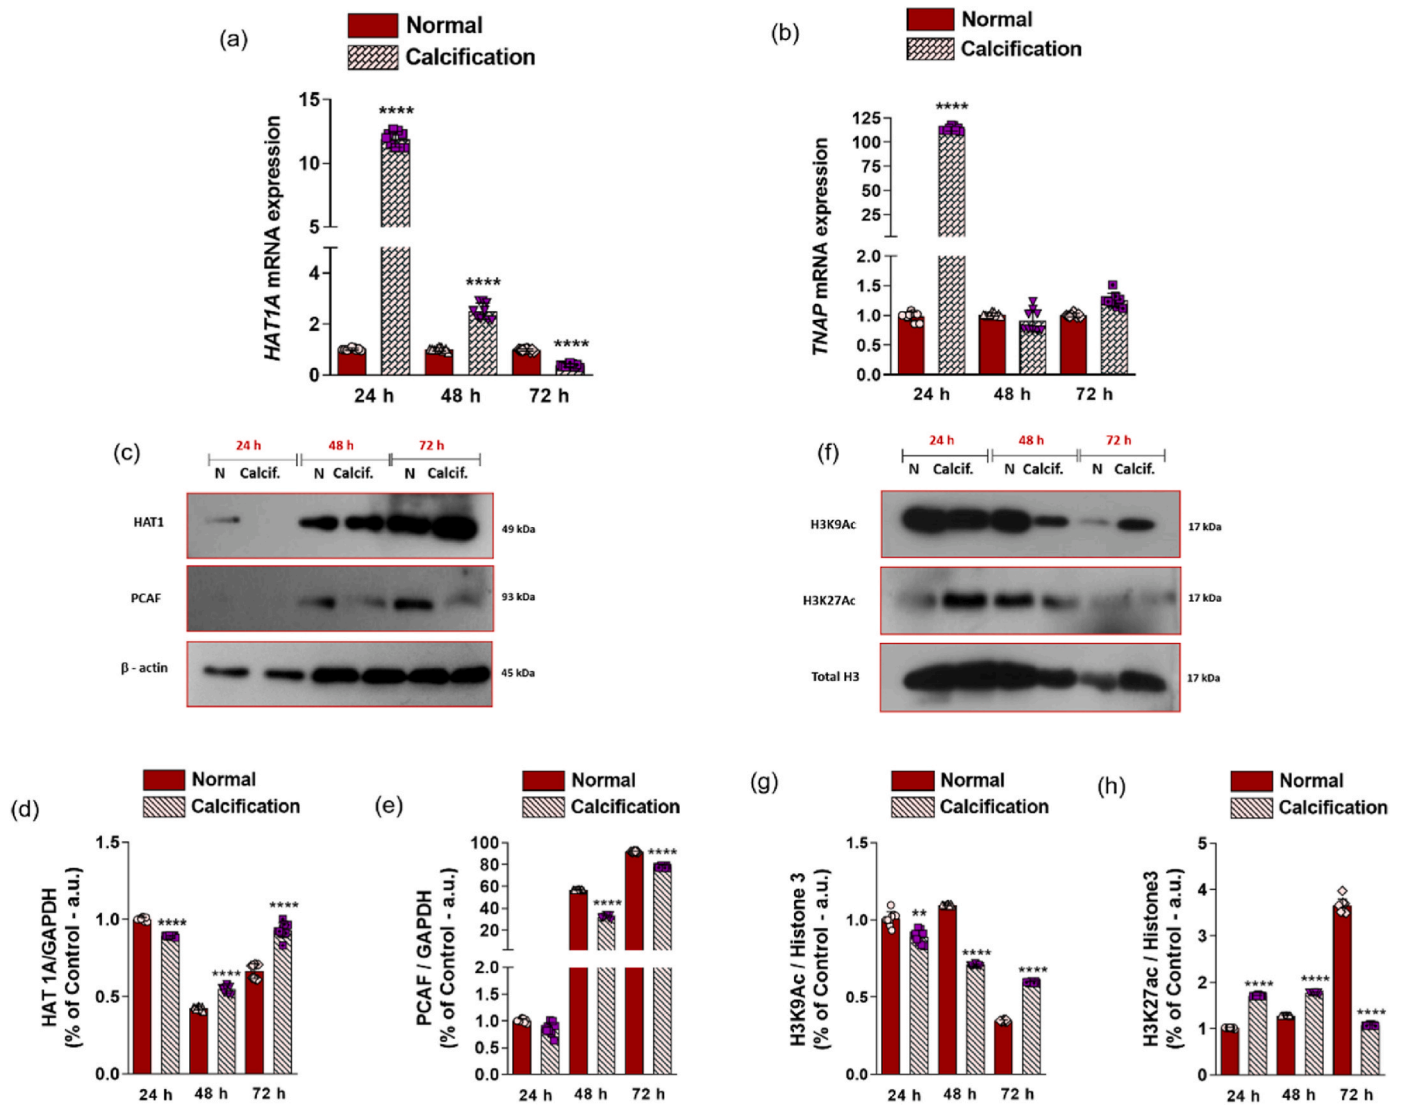 (a)
Normal
Calcification
HAT1A mRNA expression
15
10
5
4
2
0
****
****
****
24 h 48 h 72 h
(b)
Normal
Calcification
TNAP mRNA expression
125
100
75
50
25
2.0
1.5
1.0
0.5
0.0
****
24 h 48 h 72 h
(c)
24 h 48 h 72 h
N Calcif. N Calcif. N Calcif.
HAT1 49 kDa
PCAF 93 kDa
β - actin 45 kDa
(f)
24 h 48 h 72 h
N Calcif. N Calcif. N Calcif.
H3K9Ac 17 kDa
H3K27Ac 17 kDa
Total H3 17 kDa
(d)
Normal
Calcification
HAT 1A/GAPDH
(% of Control - a.u.)
1.5
1.0
0.5
0.0
****
****
****
24 h 48 h 72 h
(e)
Normal
Calcification
PCAF / GAPDH
(% of Control - a.u.)
100
80
60
40
20
2.0
1.5
1.0
0.5
0.0
****
****
24 h 48 h 72 h
(g)
Normal
Calcification
H3K9Ac / Histone 3
(% of Control - a.u.)
1.5
1.0
0.5
0.0
**
****
****
24 h 48 h 72 h
(h)
Normal
Calcification
H3K27ac / Histone3
(% of Control - a.u.)
5
4
3
2
1
0
****
****
****
24 h 48 h 72 h